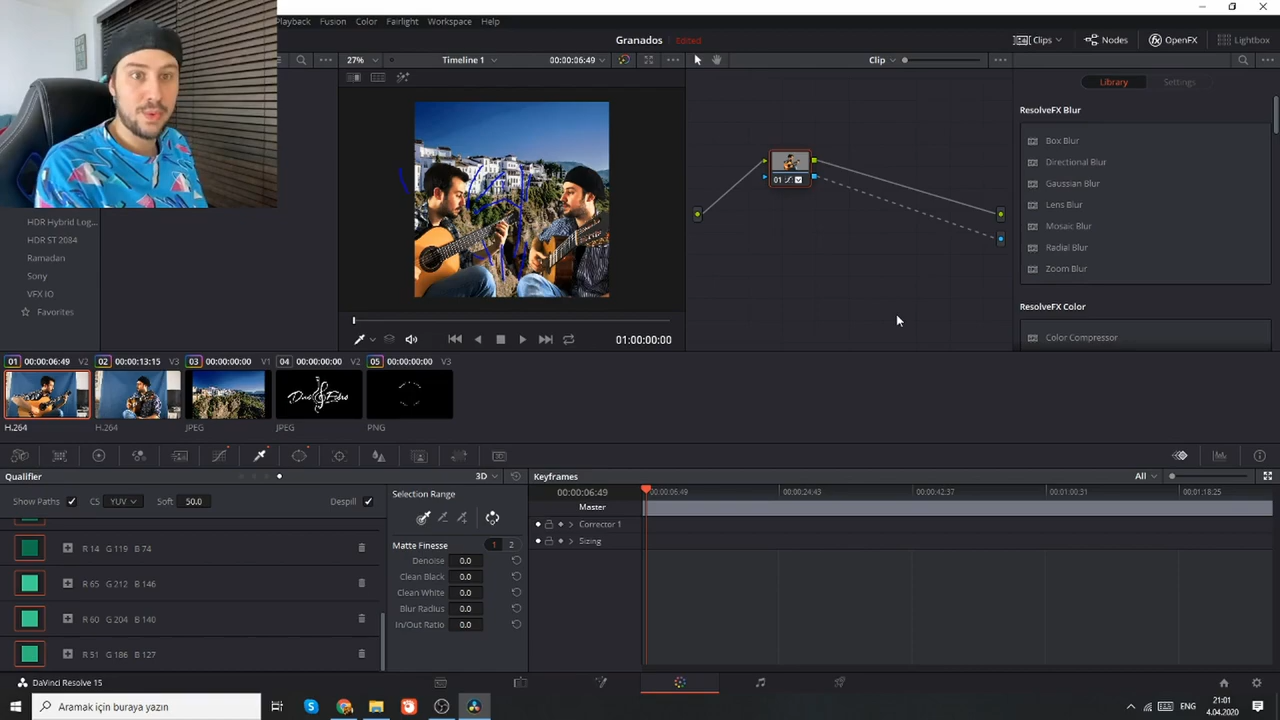 Playback Fusion Color Fairlight Workspace Help
Granados Edited
Clips Nodes OpenFX Lightbox
27% Timeline 1 00:00:06:49 Clip
Library Settings
ResolveFX Blur
Box Blur
Directional Blur
Gaussian Blur
Lens Blur
Mosaic Blur
Radial Blur
Zoom Blur
ResolveFX Color
Color Compressor
01
HDR Hybrid Log...
HDR ST 2084
Ramadan
Sony
VFX IO
Favorites
01:00:00:00
01 00:00:06:49 V2 02 00:00:13:15 V3 03 00:00:00:00 V1 04 00:00:00:00 V2 05 00:00:00:00 V3
H.264 H.264 JPEG JPEG PNG
Qualifier 3D
Show Paths CS YUV Soft 50.0 Despill
R 14 G 119 B 74
R 65 G 212 B 146
R 60 G 204 B 140
R 51 G 186 B 127
Selection Range
Matte Finesse 1 2
Denoise 0.0
Clean Black 0.0
Clean White 0.0
Blur Radius 0.0
In/Out Ratio 0.0
Keyframes All
00:00:06:49 00:00:06:49 00:00:24:43 00:00:42:37 00:01:00:31 00:01:18:25
Master
Corrector 1
Sizing
DaVinci Resolve 15
Aramak için buraya yazın
ENG
21:01
4.04.2020